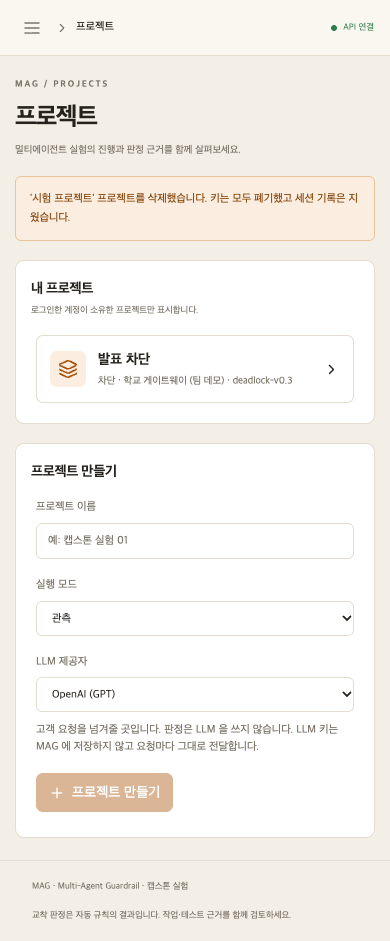 프로젝트
API 연결
MAG / PROJECTS
프로젝트
멀티에이전트 실험의 진행과 판정 근거를 함께 살펴보세요.
'시험 프로젝트' 프로젝트를 삭제했습니다. 키는 모두 폐기했고 세션 기록은 지
웠습니다.
내 프로젝트
로그인한 계정이 소유한 프로젝트만 표시합니다.
발표 차단
차단 · 학교 게이트웨이 (팀 데모) · deadlock-v0.3
프로젝트 만들기
프로젝트 이름
예: 캡스톤 실험 01
실행 모드
관측
LLM 제공자
OpenAI (GPT)
고객 요청을 넘겨줄 곳입니다. 판정은 LLM 을 쓰지 않습니다. LLM 키는
MAG 에 저장하지 않고 요청마다 그대로 전달합니다.
프로젝트 만들기
MAG · Multi-Agent Guardrail · 캡스톤 실험
교착 판정은 자동 규칙의 결과입니다. 작업·테스트 근거를 함께 검토하세요.